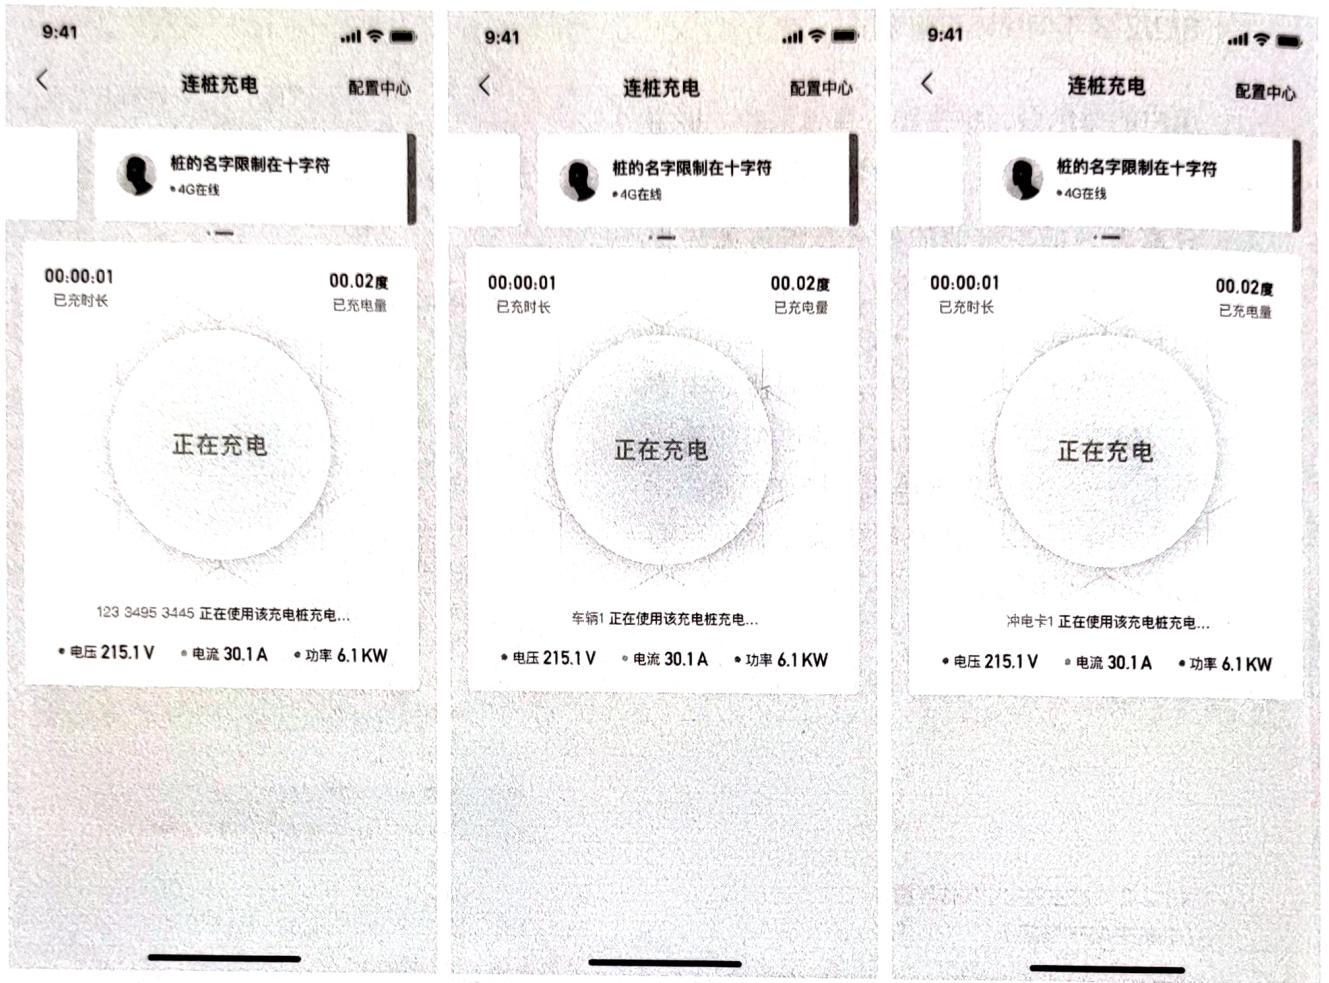 9:41
连桩充电
配置中心
桩的名字限制在十字符
4G在线
00:00:01
已充时长
00.02度
已充电量
正在充电
123 3495 3445 正在使用该充电桩充电...
电压 215.1 V
电流 30.1 A
功率 6.1 KW
9:41
连桩充电
配置中心
桩的名字限制在十字符
4G在线
00:00:01
已充时长
00.02度
已充电量
正在充电
车辆1 正在使用该充电桩充电...
电压 215.1 V
电流 30.1 A
功率 6.1 KW
9:41
连桩充电
配置中心
桩的名字限制在十字符
4G在线
00:00:01
已充时长
00.02度
已充电量
正在充电
冲电卡1 正在使用该充电桩充电...
电压 215.1 V
电流 30.1 A
功率 6.1 KW